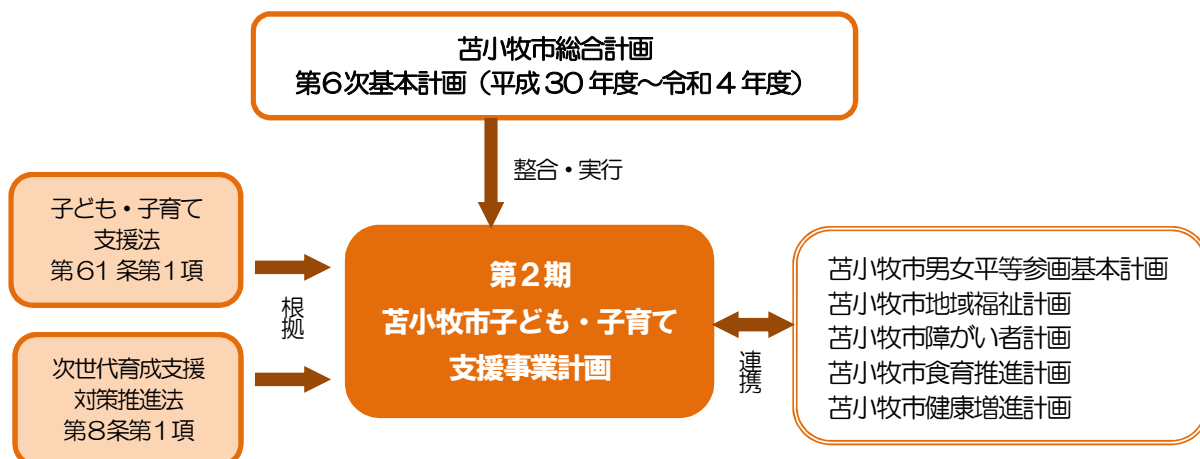 苫小牧市総合計画
第6次基本計画（平成 30 年度～令和 4 年度）
整合・実行
子ども・子育て
支援法
第 61 条第 1 項
根拠
次世代育成支援
対策推進法
第8条第1項
第２期
苫小牧市子ども・子育て
支援事業計画
連携
苫小牧市男女平等参画基本計画
苫小牧市地域福祉計画
苫小牧市障がい者計画
苫小牧市食育推進計画
苫小牧市健康増進計画